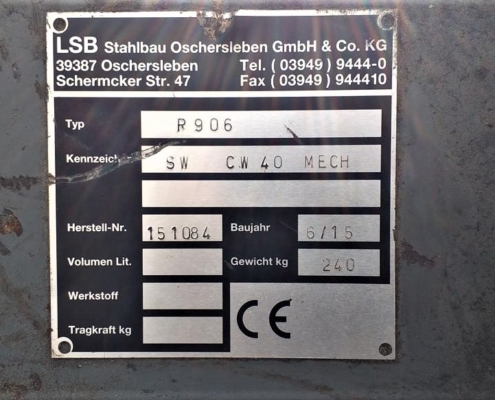 LSB Stahlbau Oschersleben GmbH & Co. KG
39387 Oschersleben Tel. ( 03949 ) 9444-0
Schermcker Str. 47 Fax ( 03949 ) 944410
Typ R 906
Kennzeich SW CW 40 MECH
Herstell-Nr. 151084 Baujahr 6/15
Volumen Lit. Gewicht kg 240
Werkstoff
Tragkraft kg
CE